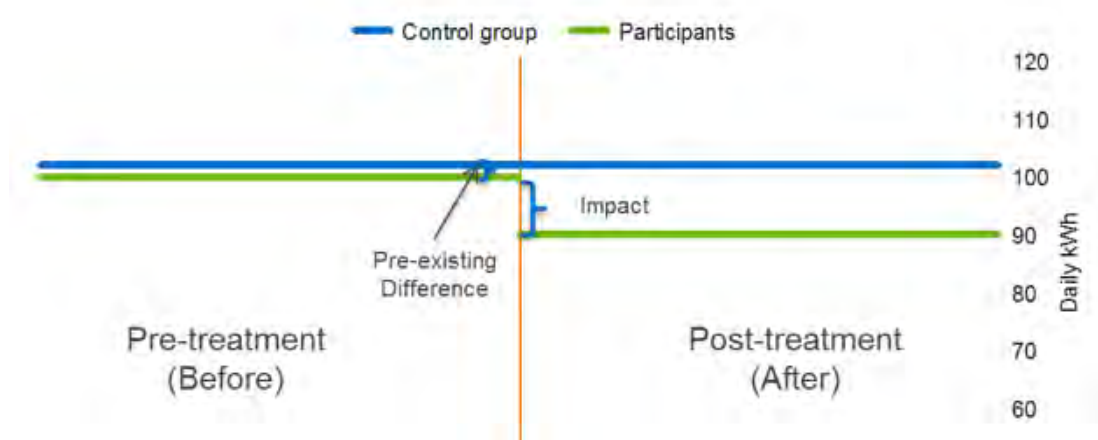 Control group
Participants
120
110
100
90
80
70
60
Daily kWh
Impact
Pre-existing
Difference
Pre-treatment
(Before)
Post-treatment
(After)